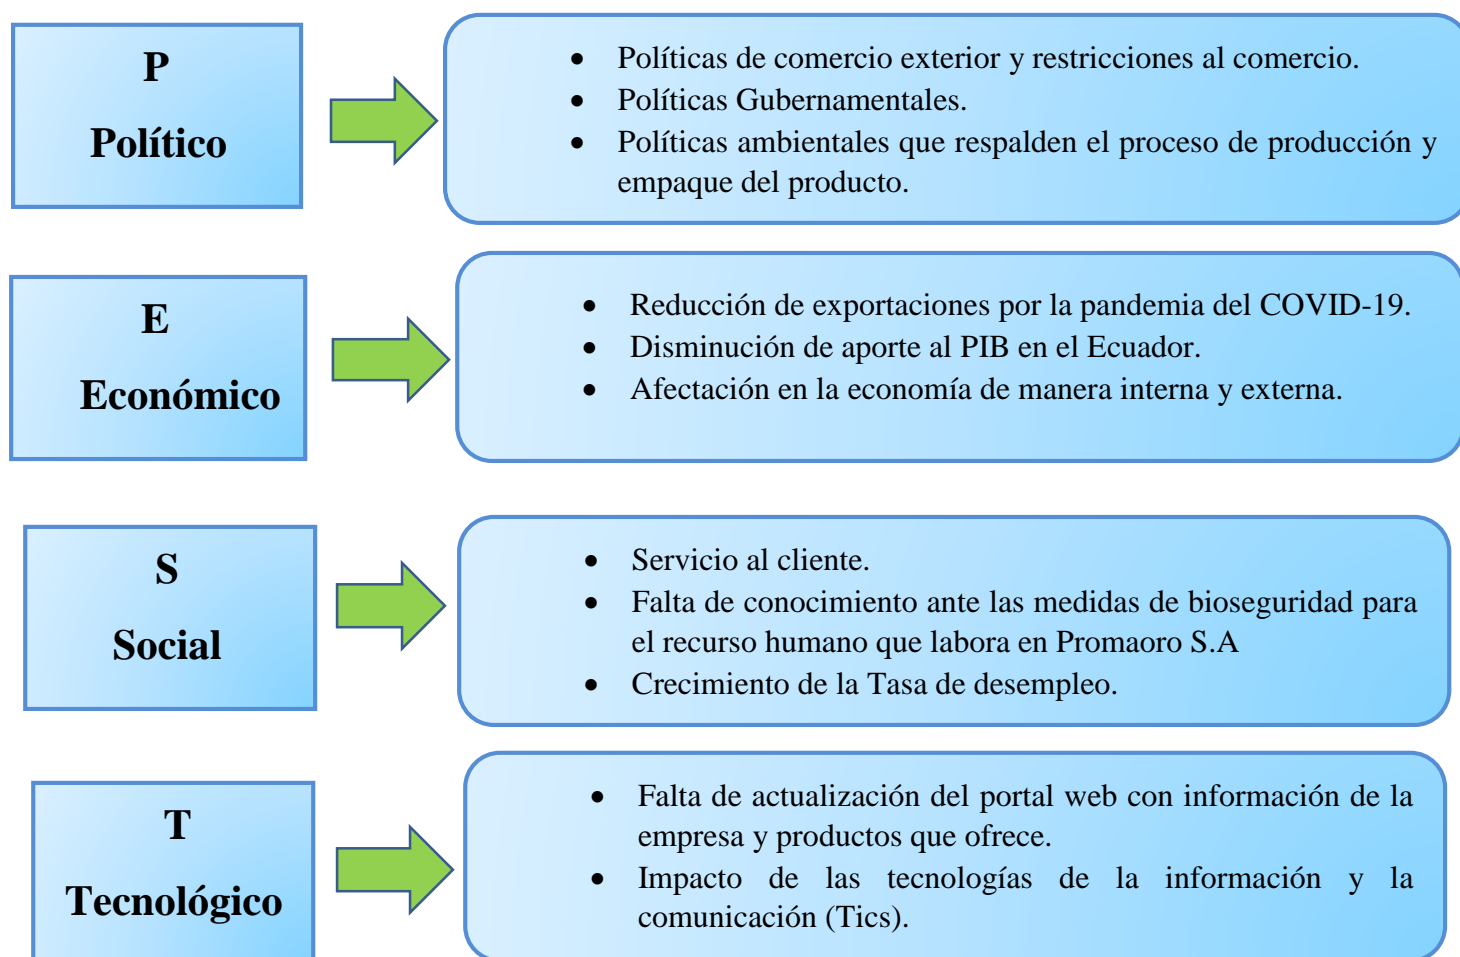 P
Político
• Políticas de comercio exterior y restricciones al comercio.
• Políticas Gubernamentales.
• Políticas ambientales que respalden el proceso de producción y
empaque del producto.
E
Económico
• Reducción de exportaciones por la pandemia del COVID-19.
• Disminución de aporte al PIB en el Ecuador.
• Afectación en la economía de manera interna y externa.
S
Social
• Servicio al cliente.
• Falta de conocimiento ante las medidas de bioseguridad para
el recurso humano que labora en Promaoro S.A
• Crecimiento de la Tasa de desempleo.
T
Tecnológico
• Falta de actualización del portal web con información de la
empresa y productos que ofrece.
• Impacto de las tecnologías de la información y la
comunicación (Tics).